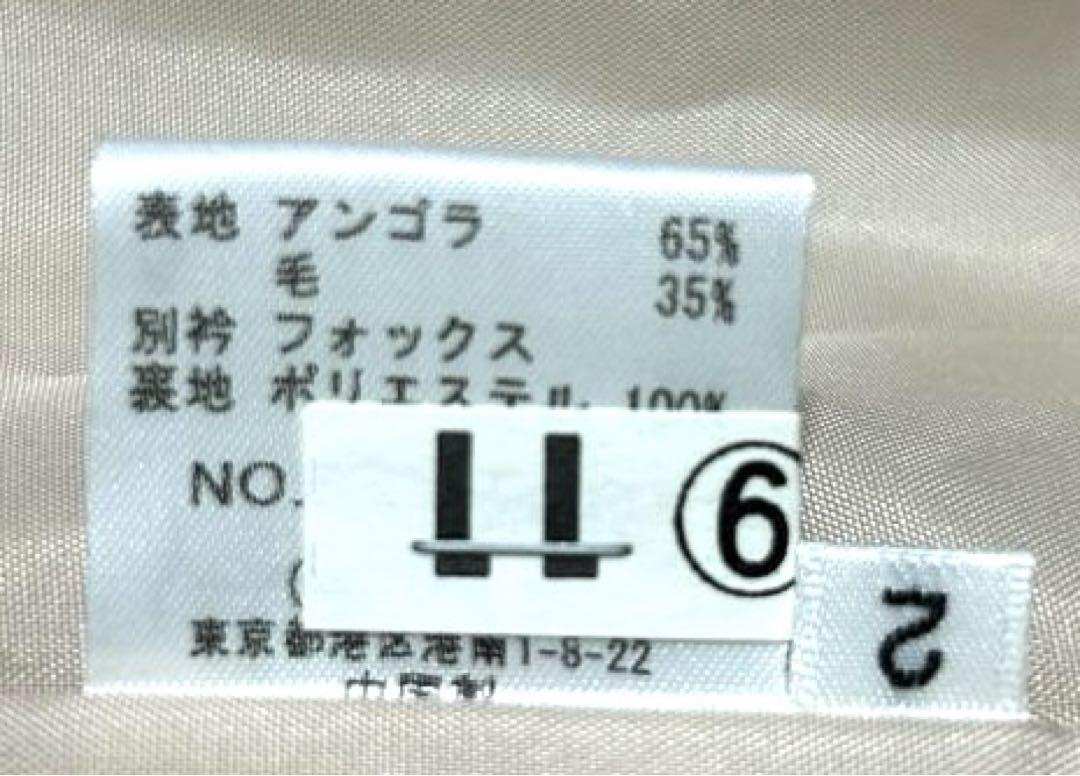 表地 アンゴラ 65%
毛 35%
別衿 フォックス
裏地 ポリエステル 100%
NO.
⑥
東京都港区港南1-8-22
中国製
2